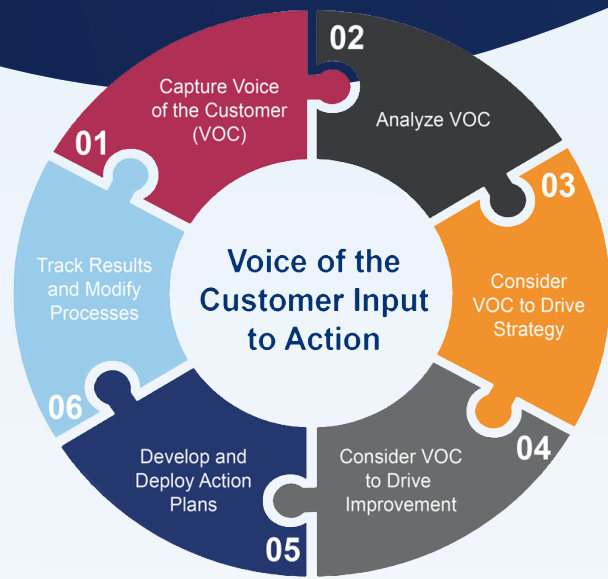 Voice of the
Customer Input
to Action
01
Capture Voice
of the Customer
(VOC)
02
Analyze VOC
03
Consider
VOC to Drive
Strategy
04
Consider VOC
to Drive
Improvement
05
Develop and
Deploy Action
Plans
06
Track Results
and Modify
Processes